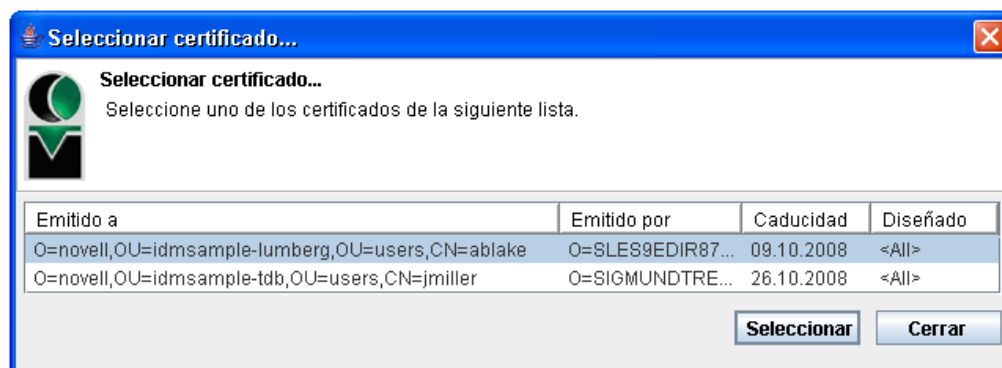 Seleccionar certificado...
Seleccionar certificado...
Seleccione uno de los certificados de la siguiente lista.
Emitido a Emitido por Caducidad Diseñado
O=novell,OU=idmsample-lumberg,OU=users,CN=ablake O=SLES9EDIR87... 09.10.2008 <All>
O=novell,OU=idmsample-tdb,OU=users,CN=jmiller O=SIGMUNDTRE... 26.10.2008 <All>
Seleccionar Cerrar